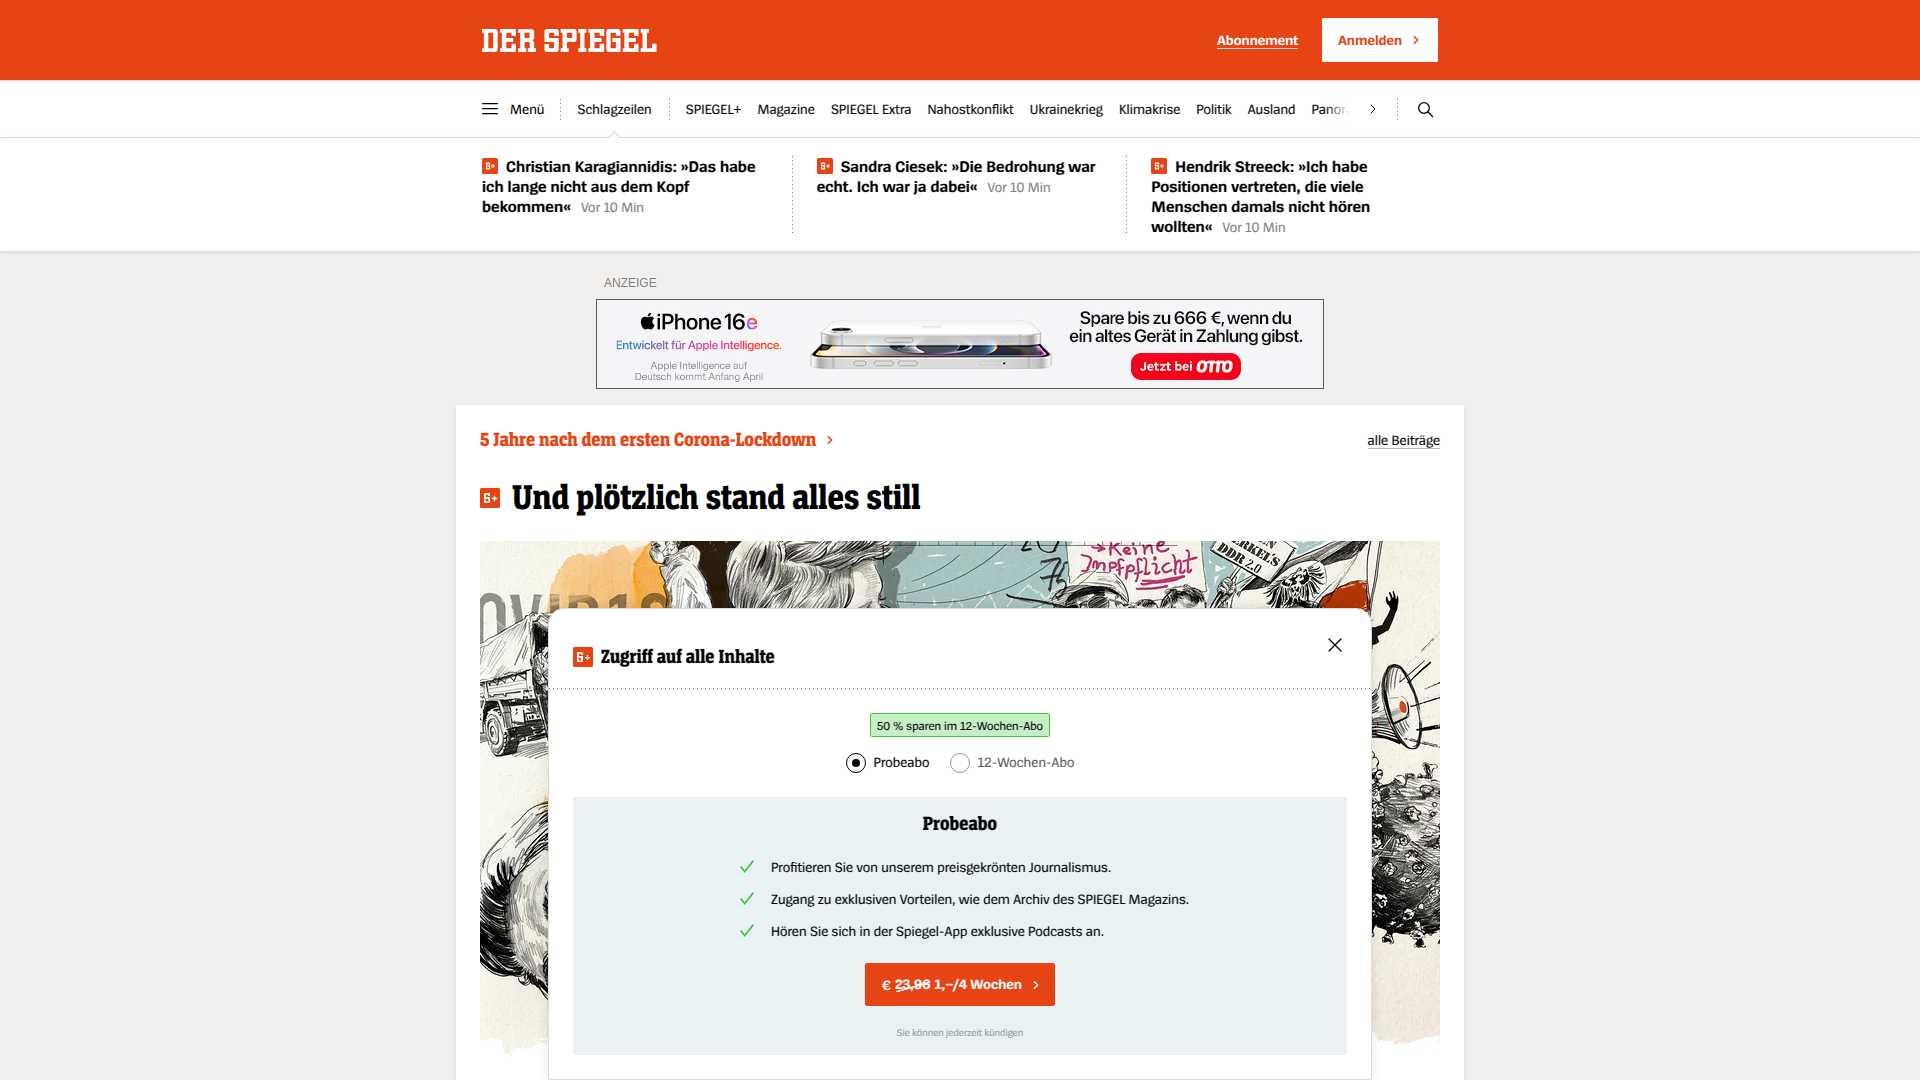 DER SPIEGEL
Abonnement
Anmelden
Menü
Schlagzeilen
SPIEGEL+
Magazine
SPIEGEL Extra
Nahostkonflikt
Ukrainekrieg
Klimakrise
Politik
Ausland
Christian Karagiannidis: »Das habe
ich lange nicht aus dem Kopf
bekommen« Vor 10 Min
Sandra Ciesek: »Die Bedrohung war
echt. Ich war ja dabei« Vor 10 Min
Hendrik Streeck: »Ich habe
Positionen vertreten, die viele
Menschen damals nicht hören
wollten« Vor 10 Min
ANZEIGE
iPhone 16e
Entwickelt für Apple Intelligence.
Apple Intelligence auf
Deutsch kommt Anfang April
Spare bis zu 666 €, wenn du
ein altes Gerät in Zahlung gibst.
Jetzt bei OTTO
5 Jahre nach dem ersten Corona-Lockdown
alle Beiträge
Und plötzlich stand alles still
Keine
Impfpflicht
DDR 2.0
Zugriff auf alle Inhalte
50 % sparen im 12-Wochen-Abo
Probeabo
12-Wochen-Abo
Probeabo
Profitieren Sie von unserem preisgekrönten Journalismus.
Zugang zu exklusiven Vorteilen, wie dem Archiv des SPIEGEL Magazins.
Hören Sie sich in der Spiegel-App exklusive Podcasts an.
€ 23,96 1,–/4 Wochen
Sie können jederzeit kündigen